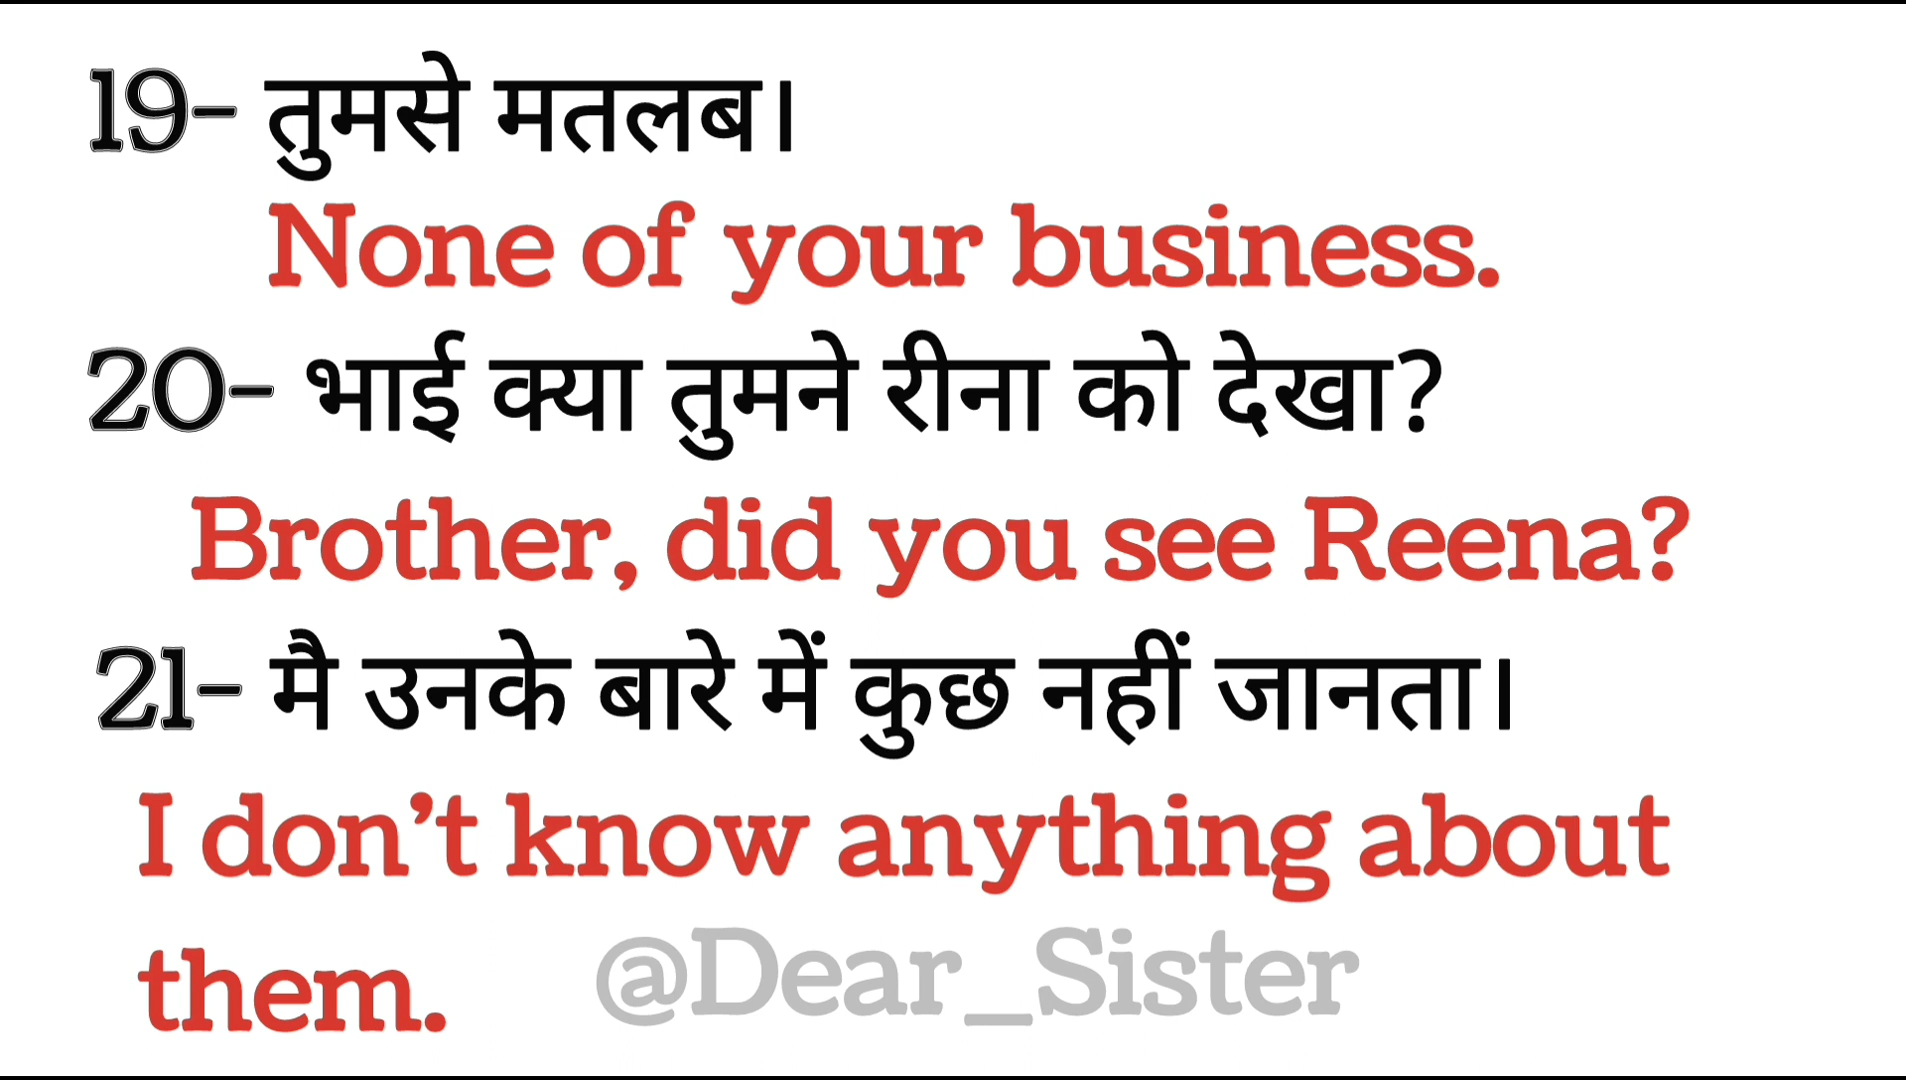 19- तुमसे मतलब।
None of your business.
20- भाई क्या तुमने रीना को देखा?
Brother, did you see Reena?
21- मै उनके बारे में कुछ नहीं जानता।
I don’t know anything about
them.
@Dear_Sister